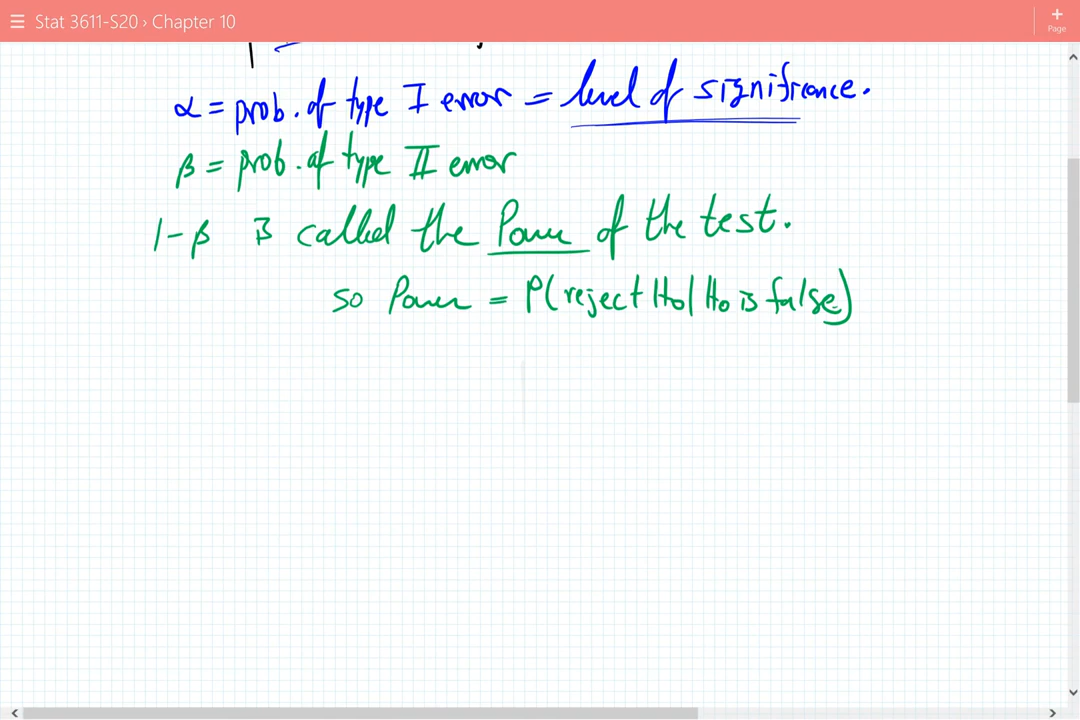 Stat 3611-S20 › Chapter 10
Page
α = prob. of type I error = level of significance.
β = prob. of type II error
1-β is called the Power of the test.
so Power = P(reject H₀ | H₀ is false)